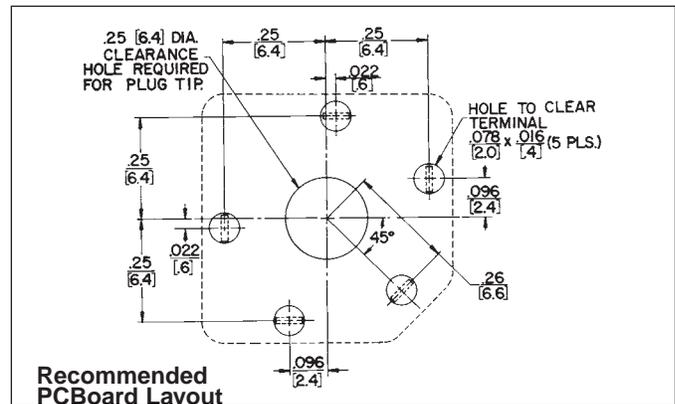 .25 [6.4] DIA.
CLEARANCE
HOLE REQUIRED
FOR PLUG TIP.
.25
[6.4]
.25
[6.4]
.022
[.6]
HOLE TO CLEAR
TERMINAL
.078 x .016 (5 PLS.)
[2.0] [.4]
.25
[6.4]
.096
[2.4]
45°
.022
[.6]
.25
[6.4]
.26
[6.6]
.096
[2.4]
Recommended
PCBoard Layout